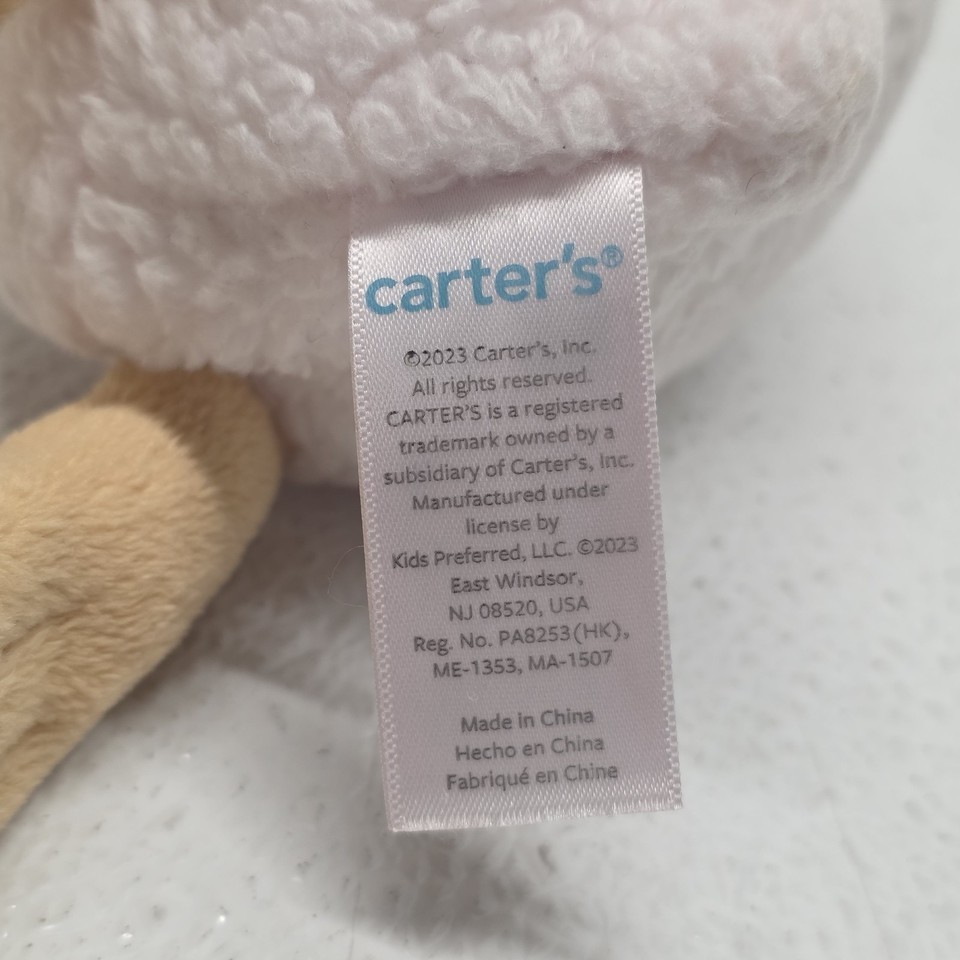 carter's®
©2023 Carter's, Inc.
All rights reserved.
CARTER'S is a registered
trademark owned by a
subsidiary of Carter's, Inc.
Manufactured under
license by
Kids Preferred, LLC. ©2023
East Windsor,
NJ 08520, USA
Reg. No. PA8253(HK),
ME-1353, MA-1507
Made in China
Hecho en China
Fabriqué en Chine